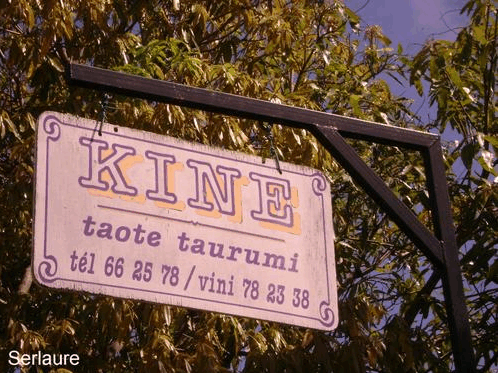 KINE
taote taurumi
tél 66 25 78 / vini 78 23 38
Serlaure